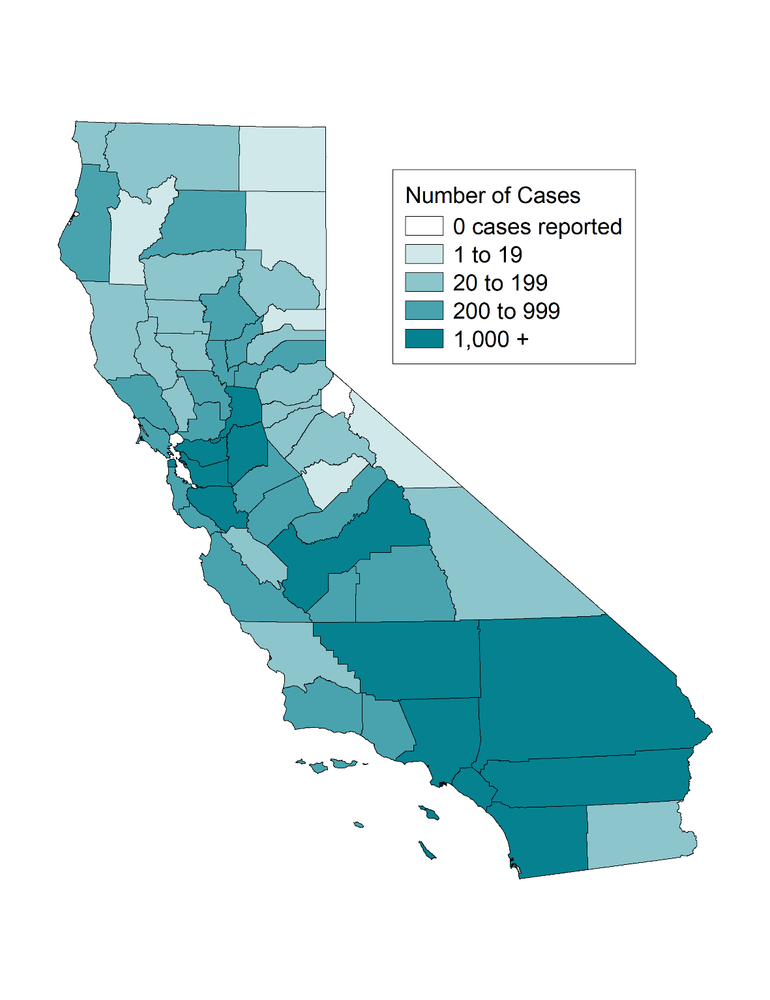 Number of Cases
0 cases reported
1 to 19
20 to 199
200 to 999
1,000 +